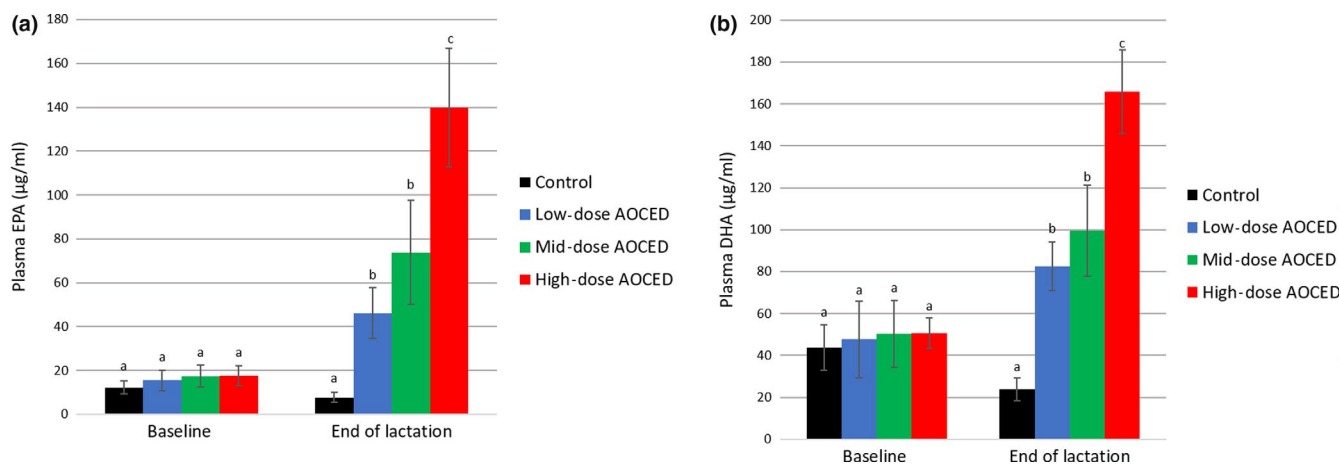 (a)
180
160
140
120
100
80
60
40
20
0
Plasma EPA (µg/ml)
a a a a
a b b c
Baseline End of lactation
Control
Low-dose AOCED
Mid-dose AOCED
High-dose AOCED
(b)
200
180
160
140
120
100
80
60
40
20
0
Plasma DHA (µg/ml)
a a a a
a b b c
Baseline End of lactation
Control
Low-dose AOCED
Mid-dose AOCED
High-dose AOCED